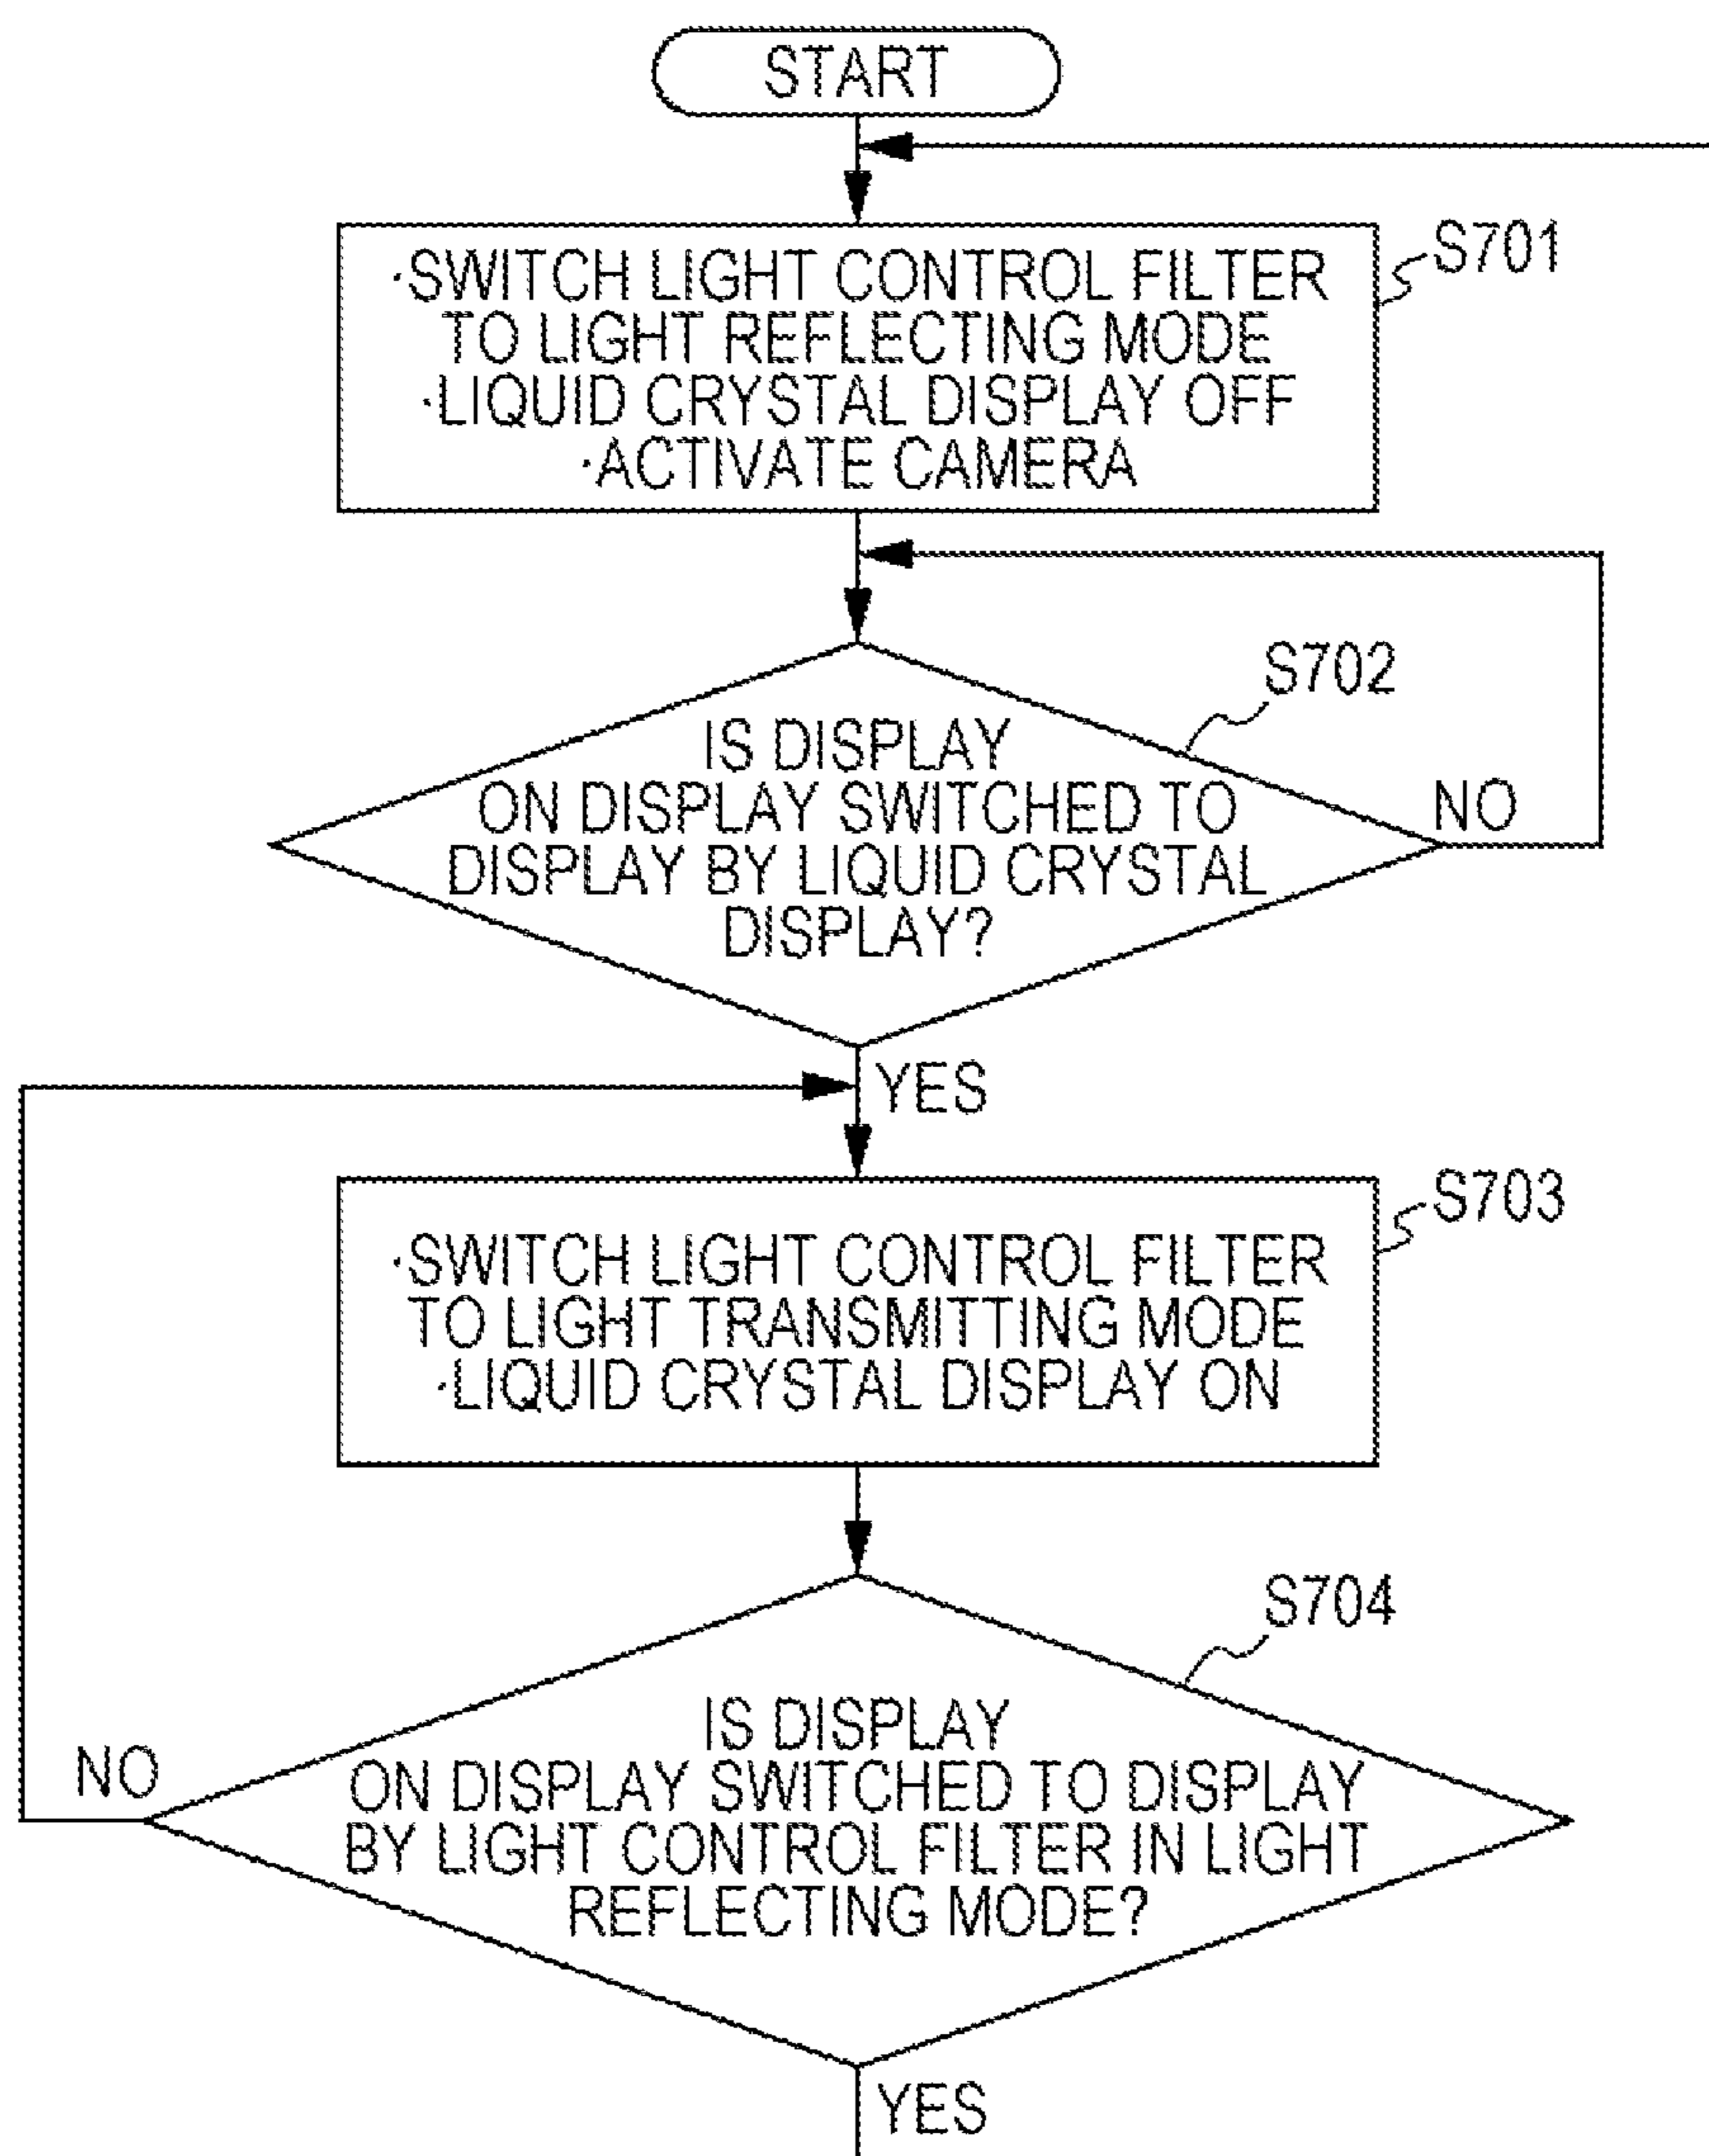 START
S701
·SWITCH LIGHT CONTROL FILTER
TO LIGHT REFLECTING MODE
·LIQUID CRYSTAL DISPLAY OFF
·ACTIVATE CAMERA
S702
IS DISPLAY
ON DISPLAY SWITCHED TO
DISPLAY BY LIQUID CRYSTAL
DISPLAY?
NO
YES
S703
·SWITCH LIGHT CONTROL FILTER
TO LIGHT TRANSMITTING MODE
·LIQUID CRYSTAL DISPLAY ON
S704
IS DISPLAY
ON DISPLAY SWITCHED TO DISPLAY
BY LIGHT CONTROL FILTER IN LIGHT
REFLECTING MODE?
NO
YES